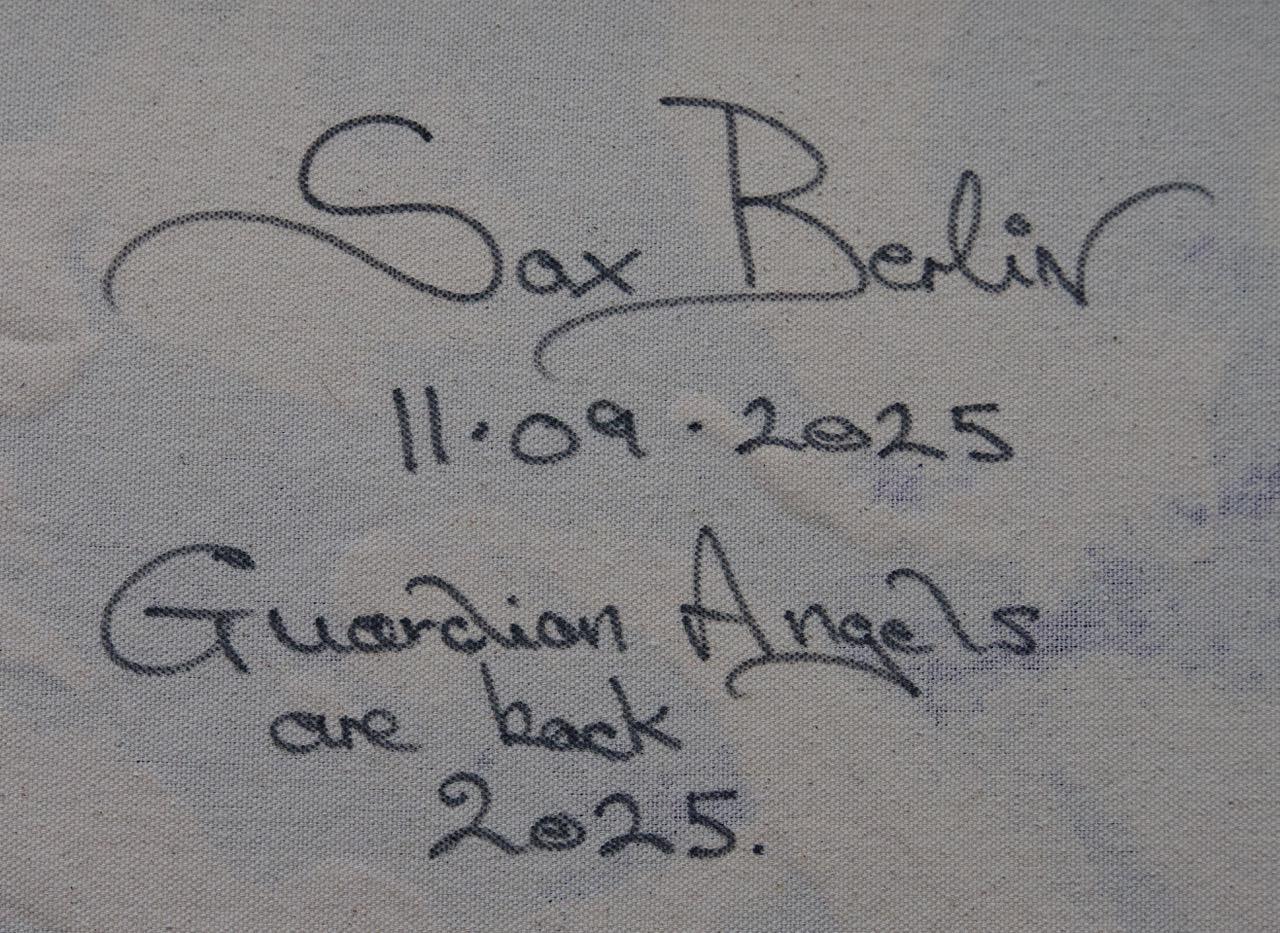 Sax Berlin
11·09·2025
Guardian Angels
are back
2025.